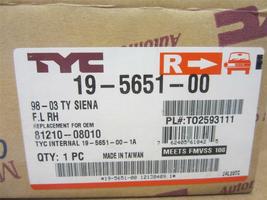 TYC
R
19-5651-00
98-03 TY SIENA
F.L RH
REPLACEMENT FOR OEM
81210-08010
TYC INTERNAL 19-5651-00-1A
QTY: 1 PC
MADE IN TAIWAN
PL#:TO2593111
MEETS FMVSS 108